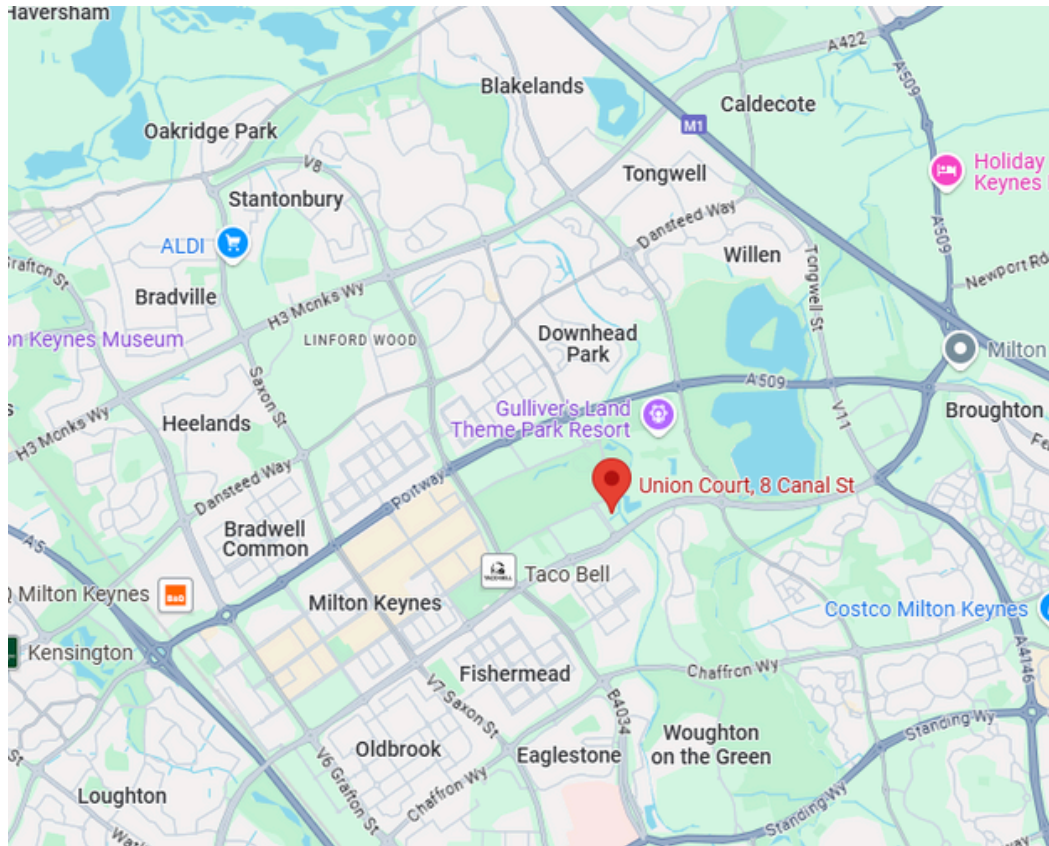 Haversham
A422
A509
Blakelands
Caldecote
M1
Oakridge Park
V8
Tongwell
Holiday
Keynes
Stantonbury
Dansteed Way
A509
ALDI
Willen
Tongwell St
Grafton St
Bradville
H3 Monks Wy
Newport Rd
on Keynes Museum
LINFORD WOOD
Downhead
Park
Milton
Saxon St
A509
H3 Monks Wy
Heelands
Gulliver's Land
Theme Park Resort
V11
Broughton
Dansteed Way
Portway
Union Court, 8 Canal St
A5
Bradwell
Common
TACO BELL
Taco Bell
Q Milton Keynes
B&Q
Milton Keynes
Costco Milton Keynes
Kensington
Fishermead
Chaffron Wy
A4146
V7 Saxon St
B4034
Standing Wy
Oldbrook
Eaglestone
Woughton
on the Green
V6 Grafton St
Chaffron Wy
Loughton
Standing Wy